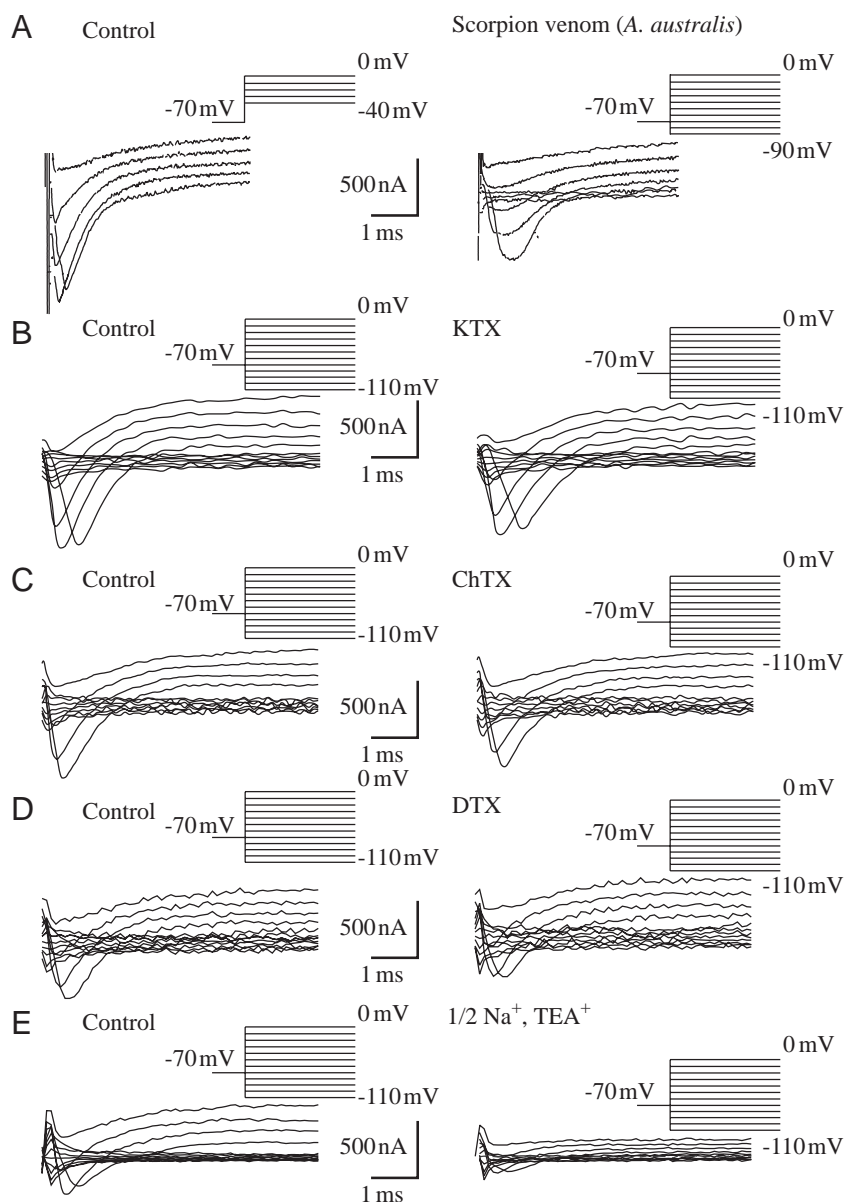 A
Control
Scorpion venom (A. australis)
0 mV
-70 mV
-40 mV
500 nA
1 ms
0 mV
-70 mV
-90 mV
B
Control
0 mV
-70 mV
-110 mV
500 nA
1 ms
KTX
0 mV
-70 mV
-110 mV
C
Control
0 mV
-70 mV
-110 mV
500 nA
1 ms
ChTX
0 mV
-70 mV
-110 mV
D
Control
0 mV
-70 mV
-110 mV
500 nA
1 ms
DTX
0 mV
-70 mV
-110 mV
E
Control
0 mV
-70 mV
-110 mV
500 nA
1 ms
1/2 Na⁺, TEA⁺
0 mV
-70 mV
-110 mV